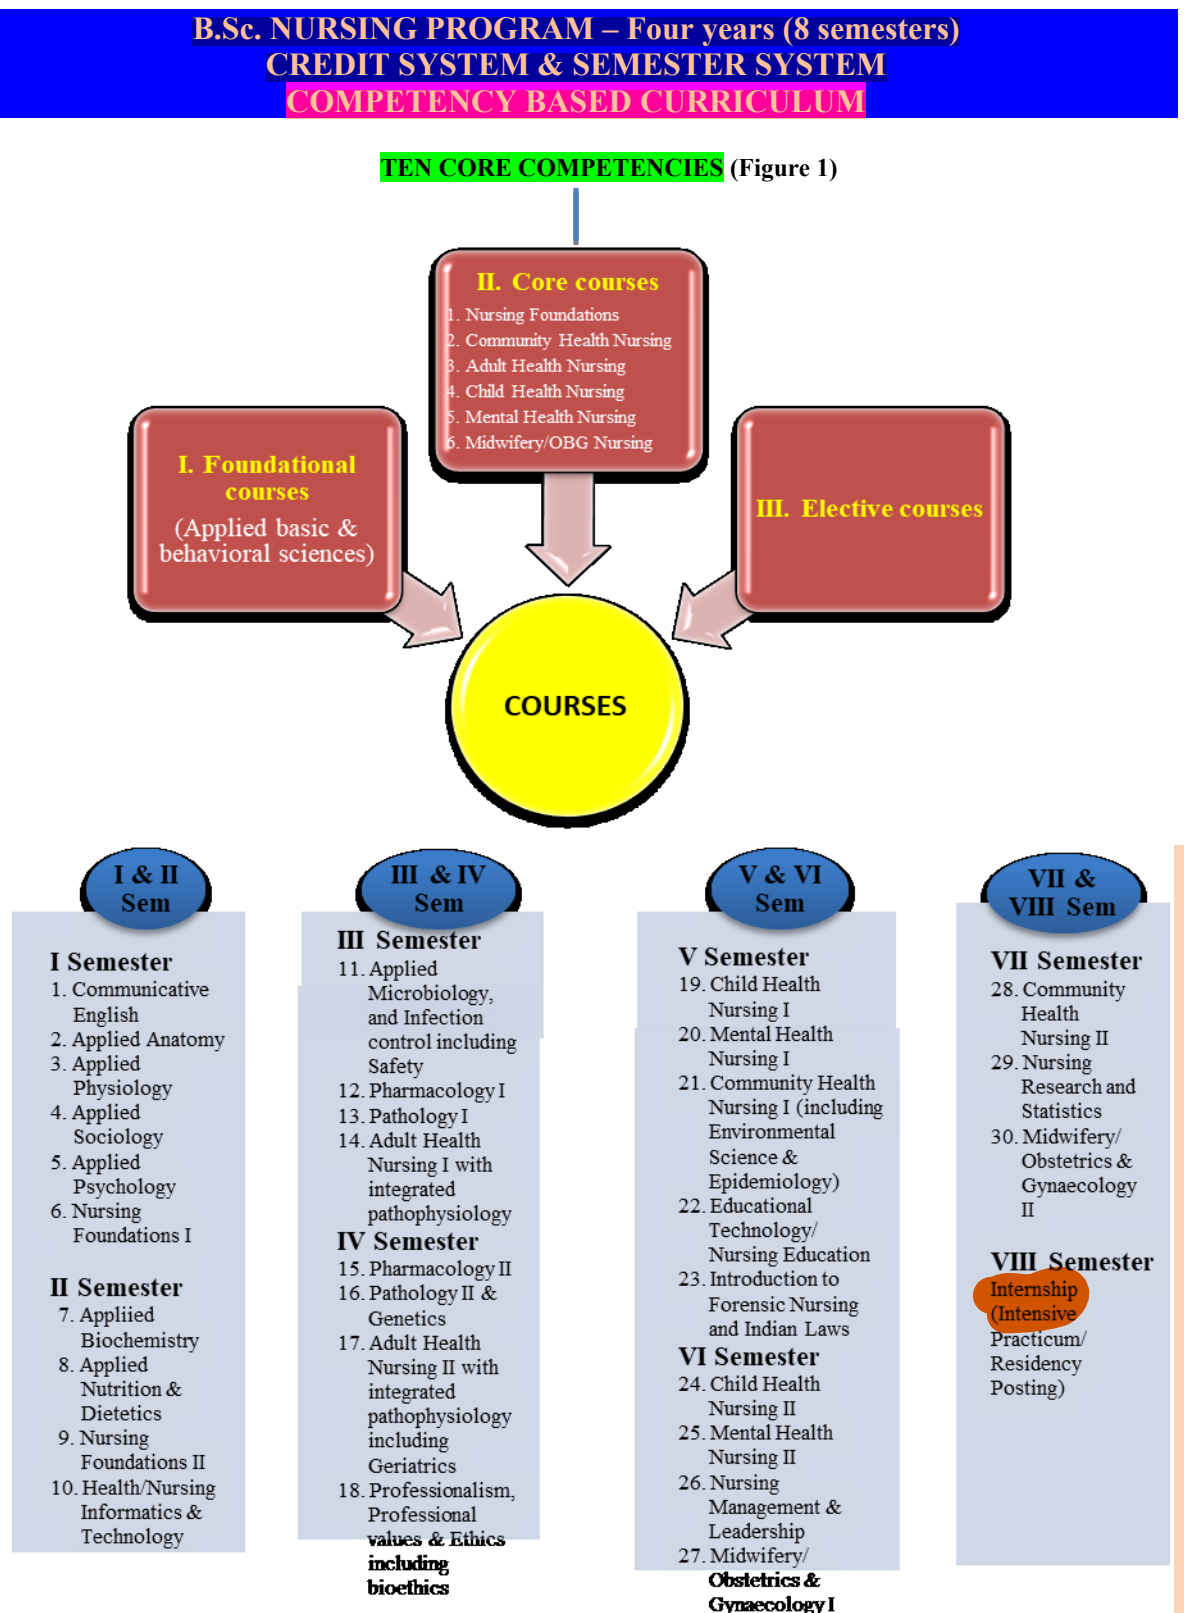 B.Sc. NURSING PROGRAM – Four years (8 semesters)
CREDIT SYSTEM & SEMESTER SYSTEM
COMPETENCY BASED CURRICULUM
TEN CORE COMPETENCIES (Figure 1)
II. Core courses
1. Nursing Foundations
2. Community Health Nursing
3. Adult Health Nursing
4. Child Health Nursing
5. Mental Health Nursing
6. Midwifery/OBG Nursing
I. Foundational
courses
(Applied basic &
behavioral sciences)
III. Elective courses
COURSES
I & II
Sem
I Semester
1. Communicative
English
2. Applied Anatomy
3. Applied
Physiology
4. Applied
Sociology
5. Applied
Psychology
6. Nursing
Foundations I
II Semester
7. Appliied
Biochemistry
8. Applied
Nutrition &
Dietetics
9. Nursing
Foundations II
10. Health/Nursing
Informatics &
Technology
III & IV
Sem
III Semester
11. Applied
Microbiology,
and Infection
control including
Safety
12. Pharmacology I
13. Pathology I
14. Adult Health
Nursing I with
integrated
pathophysiology
IV Semester
15. Pharmacology II
16. Pathology II &
Genetics
17. Adult Health
Nursing II with
integrated
pathophysiology
including
Geriatrics
18. Professionalism,
Professional
values & Ethics
including
bioethics
V & VI
Sem
V Semester
19. Child Health
Nursing I
20. Mental Health
Nursing I
21. Community Health
Nursing I (including
Environmental
Science &
Epidemiology)
22. Educational
Technology/
Nursing Education
23. Introduction to
Forensic Nursing
and Indian Laws
VI Semester
24. Child Health
Nursing II
25. Mental Health
Nursing II
26. Nursing
Management &
Leadership
27. Midwifery/
Obstetrics &
Gynaecology I
VII &
VIII Sem
VII Semester
28. Community
Health
Nursing II
29. Nursing
Research and
Statistics
30. Midwifery/
Obstetrics &
Gynaecology
II
VIII Semester
Internship
(Intensive
Practicum/
Residency
Posting)